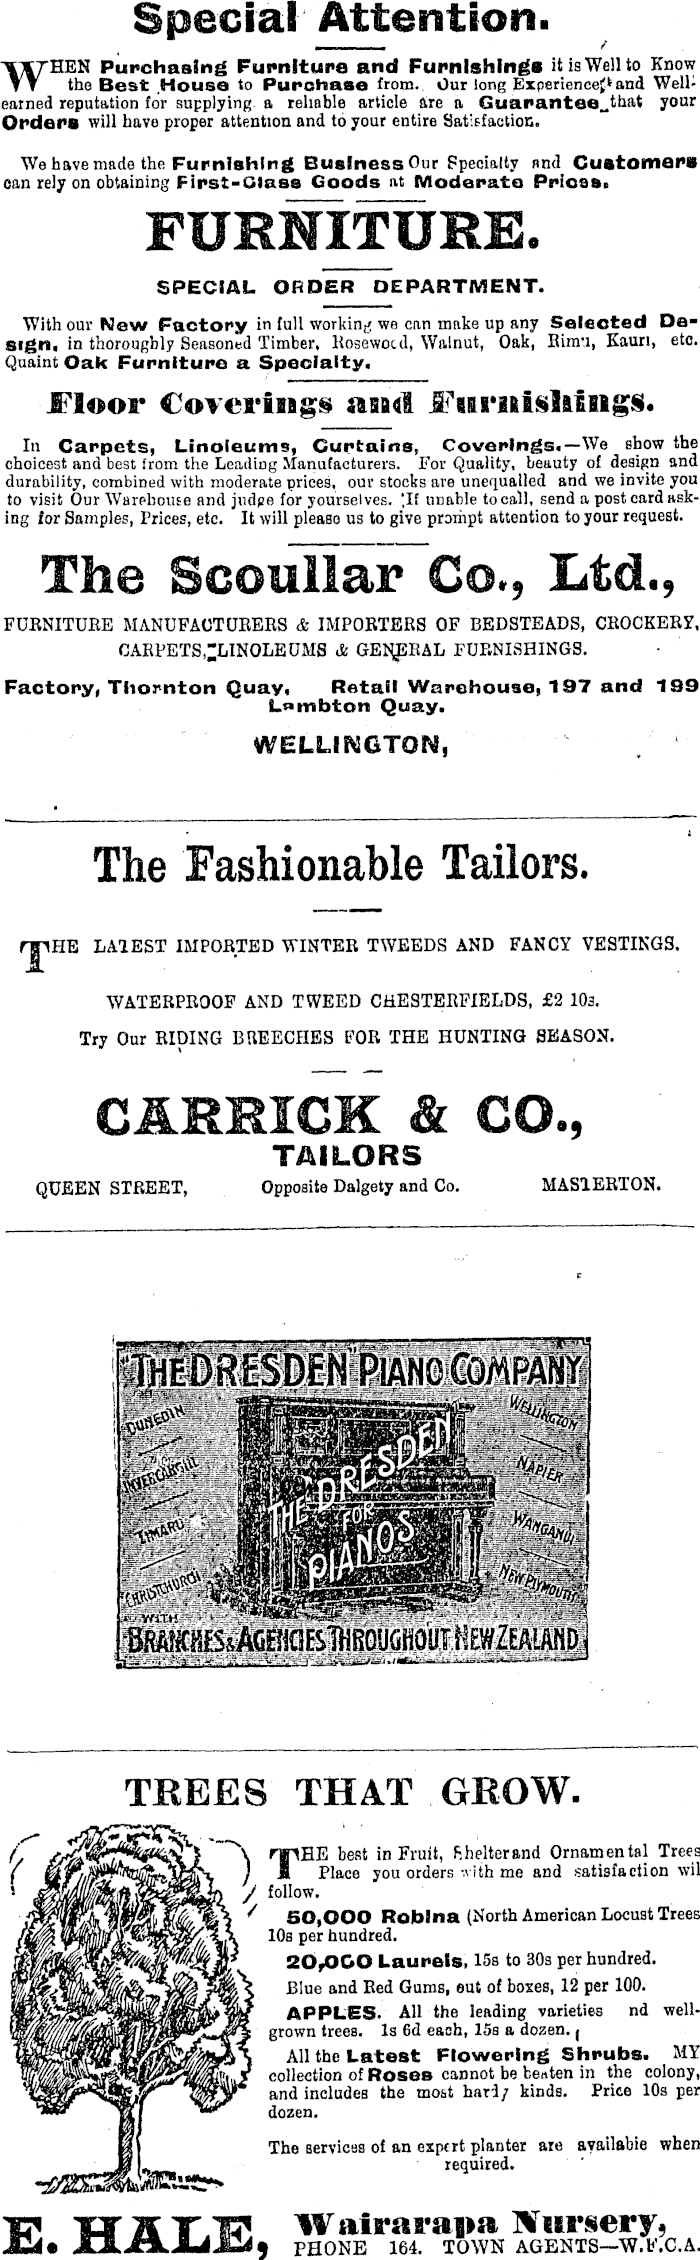 Special Attention.
WHEN Purchasing Furniture and Furnishings it is Well to Know
the Best House to Purchase from. Our long Experience and Well-
earned reputation for supplying a reliable article are a Guarantee that your
Orders will have proper attention and to your entire Satisfaction.
We have made the Furnishing Business Our Specialty and Customers
can rely on obtaining First-Class Goods at Moderate Prices.
FURNITURE.
SPECIAL ORDER DEPARTMENT.
With our New Factory in full working we can make up any Selected De-
sign, in thoroughly Seasoned Timber, Rosewood, Walnut, Oak, Rimu, Kauri, etc.
Quaint Oak Furniture a Specialty.
Floor Coverings and Furnishings.
In Carpets, Linoleums, Curtains, Coverings.—We show the
choicest and best from the Leading Manufacturers. For Quality, beauty of design and
durability, combined with moderate prices, our stocks are unequalled and we invite you
to visit Our Warehouse and judge for yourselves. If unable to call, send a post card ask-
ing for Samples, Prices, etc. It will please us to give prompt attention to your request.
The Scoullar Co., Ltd.,
FURNITURE MANUFACTURERS & IMPORTERS OF BEDSTEADS, CROCKERY,
CARPETS, LINOLEUMS & GENERAL FURNISHINGS.
Factory, Thornton Quay. Retail Warehouse, 197 and 199
Lambton Quay.
WELLINGTON,
The Fashionable Tailors.
THE LATEST IMPORTED WINTER TWEEDS AND FANCY VESTINGS.
WATERPROOF AND TWEED CHESTERFIELDS, £2 10s.
Try Our RIDING BREECHES FOR THE HUNTING SEASON.
CARRICK & CO.,
TAILORS
QUEEN STREET, Opposite Dalgety and Co. MASTERTON.
"THE DRESDEN" PIANO COMPANY
DUNEDIN
INVERCARGILL
TIMARU
CHRISTCHURCH
THE DRESDEN
FOR
PIANOS
WELLINGTON
NAPIER
WANGANUI
NEW PLYMOUTH
WITH
BRANCHES & AGENCIES THROUGHOUT NEW ZEALAND
TREES THAT GROW.
THE best in Fruit, Shelter and Ornamental Trees
Place you orders with me and satisfaction wil
follow.
50,000 Robina (North American Locust Trees
10s per hundred.
20,000 Laurels, 15s to 30s per hundred.
Blue and Red Gums, out of boxes, 12 per 100.
APPLES. All the leading varieties nd well-
grown trees. 1s 6d each, 15s a dozen.
All the Latest Flowering Shrubs. MY
collection of Roses cannot be beaten in the colony,
and includes the most hardy kinds. Price 10s per
dozen.
The services of an expert planter are available when
required.
E. HALE, Wairarapa Nursery,
PHONE 164. TOWN AGENTS—W.F.C.A.